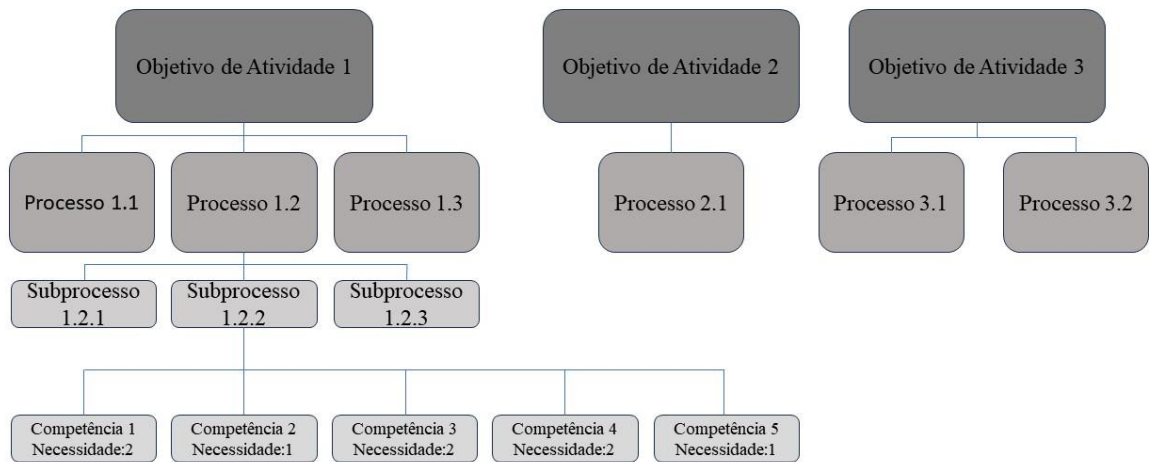 Objetivo de Atividade 1
Objetivo de Atividade 2
Objetivo de Atividade 3
Processo 1.1
Processo 1.2
Processo 1.3
Processo 2.1
Processo 3.1
Processo 3.2
Subprocesso
1.2.1
Subprocesso
1.2.2
Subprocesso
1.2.3
Competência 1
Necessidade:2
Competência 2
Necessidade:1
Competência 3
Necessidade:2
Competência 4
Necessidade:2
Competência 5
Necessidade:1